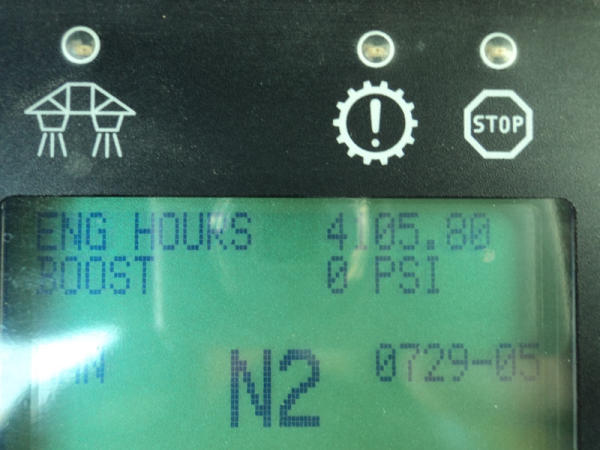 STOP
ENG HOURS 4105.80
BOOST 0 PSI
N2 0729-05